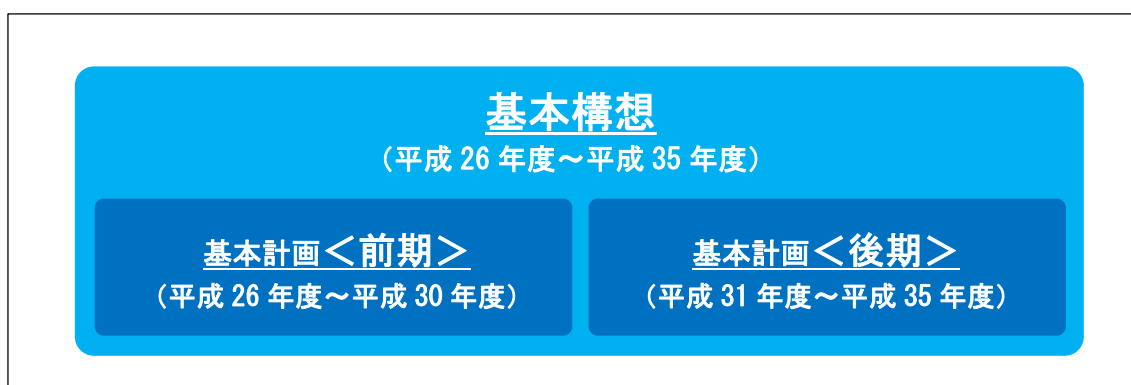 基本構想
（平成 26 年度～平成 35 年度）
基本計画＜前期＞
（平成 26 年度～平成 30 年度）
基本計画＜後期＞
（平成 31 年度～平成 35 年度）